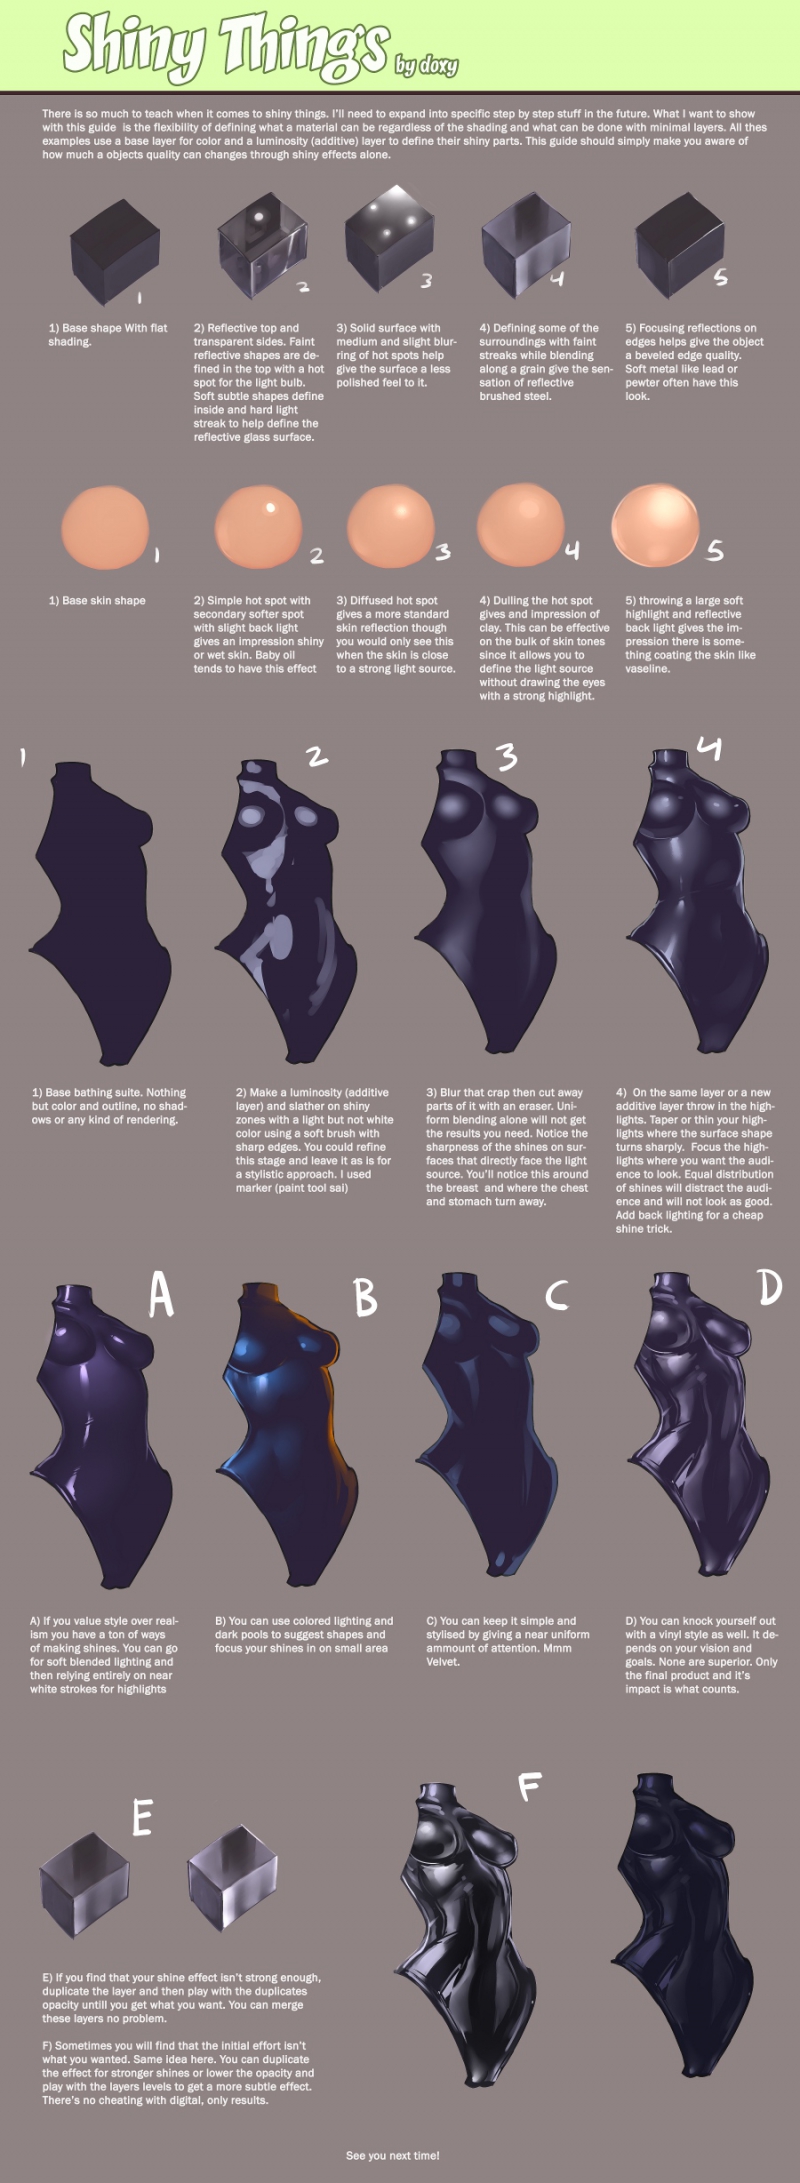 Shiny Things by doxy
There is so much to teach when it comes to shiny things. I'll need to expand into specific step by step stuff in the future. What I want to show
with this guide is the flexibility of defining what a material can be regardless of the shading and what can be done with minimal layers. All thes
examples use a base layer for color and a luminosity (additive) layer to define their shiny parts. This guide should simply make you aware of
how much a objects quality can changes through shiny effects alone.
1
2
3
4
5
1) Base shape With flat
shading.
2) Reflective top and
transparent sides. Faint
reflective shapes are de-
fined in the top with a hot
spot for the light bulb.
Soft subtle shapes define
inside and hard light
streak to help define the
reflective glass surface.
3) Solid surface with
medium and slight blur-
ring of hot spots help
give the surface a less
polished feel to it.
4) Defining some of the
surroundings with faint
streaks while blending
along a grain give the sen-
sation of reflective
brushed steel.
5) Focusing reflections on
edges helps give the object
a beveled edge quality.
Soft metal like lead or
pewter often have this
look.
1
2
3
4
5
1) Base skin shape
2) Simple hot spot with
secondary softer spot
with slight back light
gives an impression shiny
or wet skin. Baby oil
tends to have this effect
3) Diffused hot spot
gives a more standard
skin reflection though
you would only see this
when the skin is close
to a strong light source.
4) Dulling the hot spot
gives and impression of
clay. This can be effective
on the bulk of skin tones
since it allows you to
define the light source
without drawing the eyes
with a strong highlight.
5) throwing a large soft
highlight and reflective
back light gives the im-
pression there is some-
thing coating the skin like
vaseline.
1
2
3
4
1) Base bathing suite. Nothing
but color and outline, no shad-
ows or any kind of rendering.
2) Make a luminosity (additive
layer) and slather on shiny
zones with a light but not white
color using a soft brush with
sharp edges. You could refine
this stage and leave it as is for
a stylistic approach. I used
marker (paint tool sai)
3) Blur that crap then cut away
parts of it with an eraser. Uni-
form blending alone will not get
the results you need. Notice the
sharpness of the shines on sur-
faces that directly face the light
source. You'll notice this around
the breast and where the chest
and stomach turn away.
4) On the same layer or a new
additive layer throw in the high-
lights. Taper or thin your high-
lights where the surface shape
turns sharply. Focus the high-
lights where you want the audi-
ence to look. Equal distribution
of shines will distract the audi-
ence and will not look as good.
Add back lighting for a cheap
shine trick.
A
B
C
D
A) If you value style over real-
ism you have a ton of ways
of making shines. You can go
for soft blended lighting and
then relying entirely on near
white strokes for highlights
B) You can use colored lighting and
dark pools to suggest shapes and
focus your shines in on small area
C) You can keep it simple and
stylised by giving a near uniform
ammount of attention. Mmm
Velvet.
D) You can knock yourself out
with a vinyl style as well. It de-
pends on your vision and
goals. None are superior. Only
the final product and it's
impact is what counts.
E
F
E) If you find that your shine effect isn't strong enough,
duplicate the layer and then play with the duplicates
opacity untill you get what you want. You can merge
these layers no problem.
F) Sometimes you will find that the initial effort isn't
what you wanted. Same idea here. You can duplicate
the effect for stronger shines or lower the opacity and
play with the layers levels to get a more subtle effect.
There's no cheating with digital, only results.
See you next time!